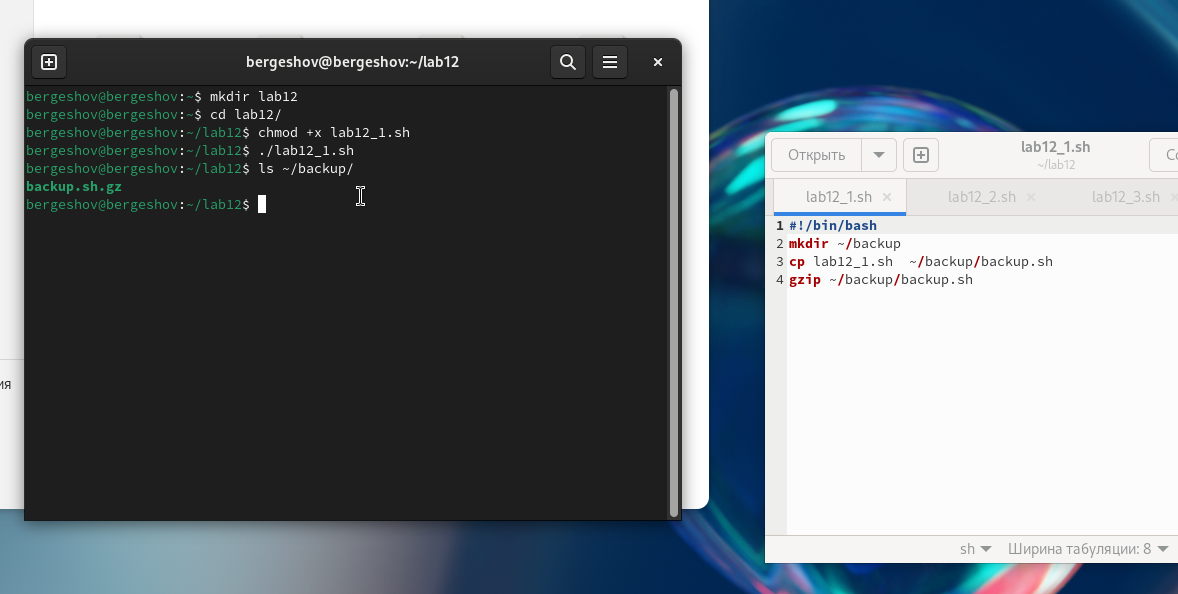 bergeshov@bergeshov:~/lab12
bergeshov@bergeshov:~$ mkdir lab12
bergeshov@bergeshov:~$ cd lab12/
bergeshov@bergeshov:~/lab12$ chmod +x lab12_1.sh
bergeshov@bergeshov:~/lab12$ ./lab12_1.sh
bergeshov@bergeshov:~/lab12$ ls ~/backup/
backup.sh.gz
bergeshov@bergeshov:~/lab12$
ия
Открыть
lab12_1.sh
~/lab12
Со
lab12_1.sh
lab12_2.sh
lab12_3.sh
1 #!/bin/bash
2 mkdir ~/backup
3 cp lab12_1.sh  ~/backup/backup.sh
4 gzip ~/backup/backup.sh
sh
Ширина табуляции: 8